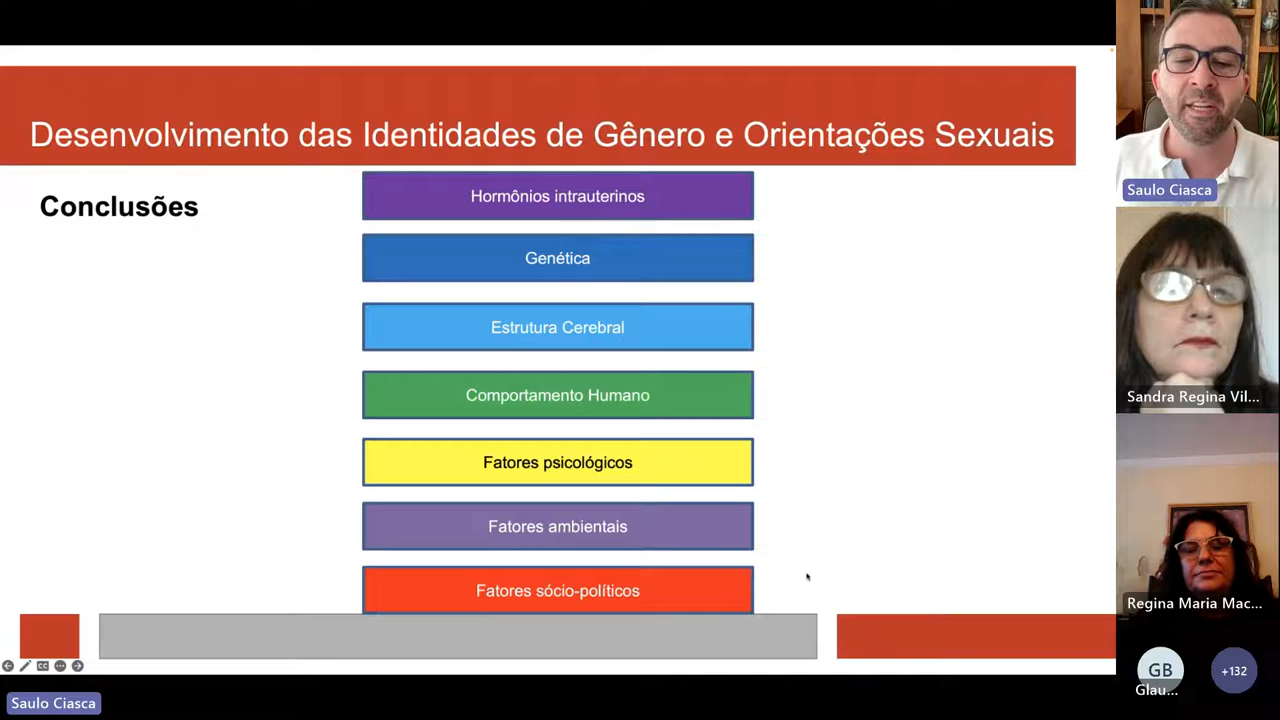 Desenvolvimento das Identidades de Gênero e Orientações Sexuais
Conclusões
Hormônios intrauterinos
Genética
Estrutura Cerebral
Comportamento Humano
Fatores psicológicos
Fatores ambientais
Fatores sócio-políticos
CC
Saulo Ciasca
Saulo Ciasca
Sandra Regina Vil...
Regina Maria Mac...
GB
Glau...
+132